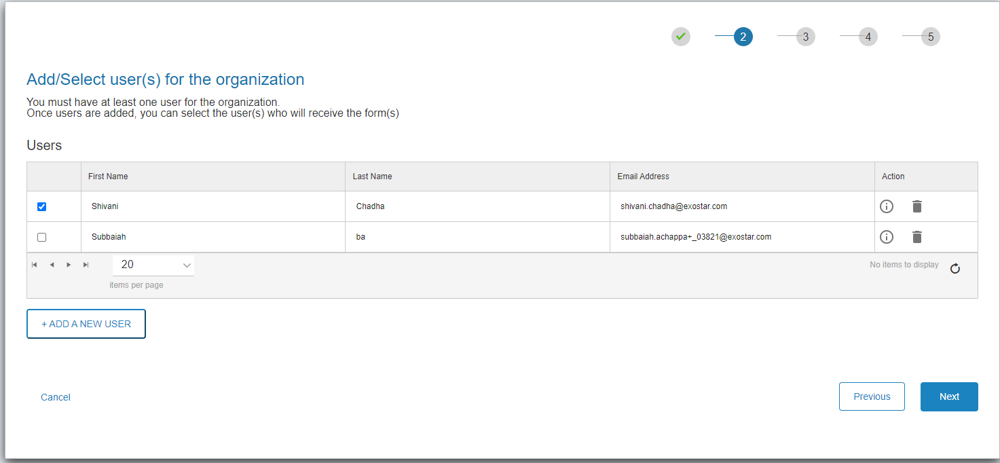 2
3
4
5
Add/Select user(s) for the organization
You must have at least one user for the organization.
Once users are added, you can select the user(s) who will receive the form(s)
Users
First Name Last Name Email Address Action
Shivani Chadha shivani.chadha@exostar.com
Subbaiah ba subbaiah.achappa+_03821@exostar.com
20 No items to display
items per page
+ ADD A NEW USER
Cancel Previous Next